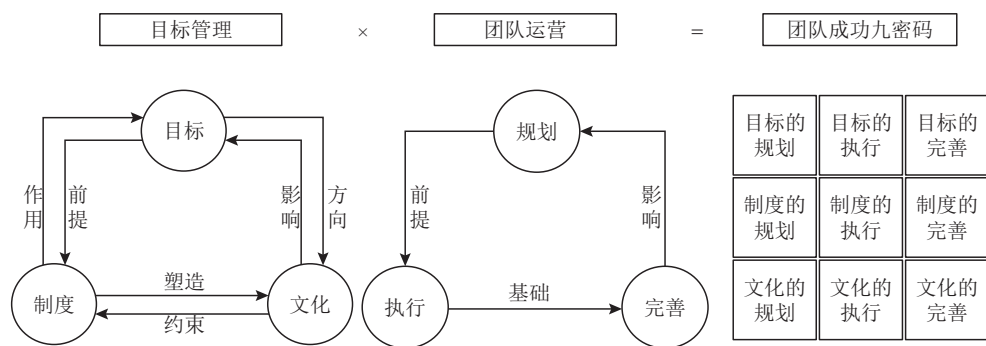 目标管理 × 团队运营 = 团队成功九密码
目标
作用
前提
影响
方向
制度
塑造
约束
文化
规划
前提
影响
执行
基础
完善
目标的 目标的 目标的
规划 执行 完善
制度的 制度的 制度的
规划 执行 完善
文化的 文化的 文化的
规划 执行 完善